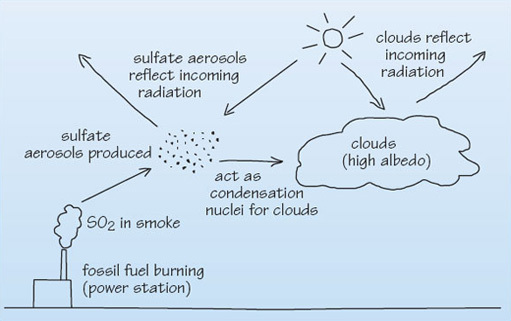 sulfate aerosols
reflect incoming
radiation
clouds reflect
incoming
radiation
sulfate
aerosols produced
clouds
(high albedo)
act as
condensation
nuclei for clouds
SO2 in smoke
fossil fuel burning
(power station)